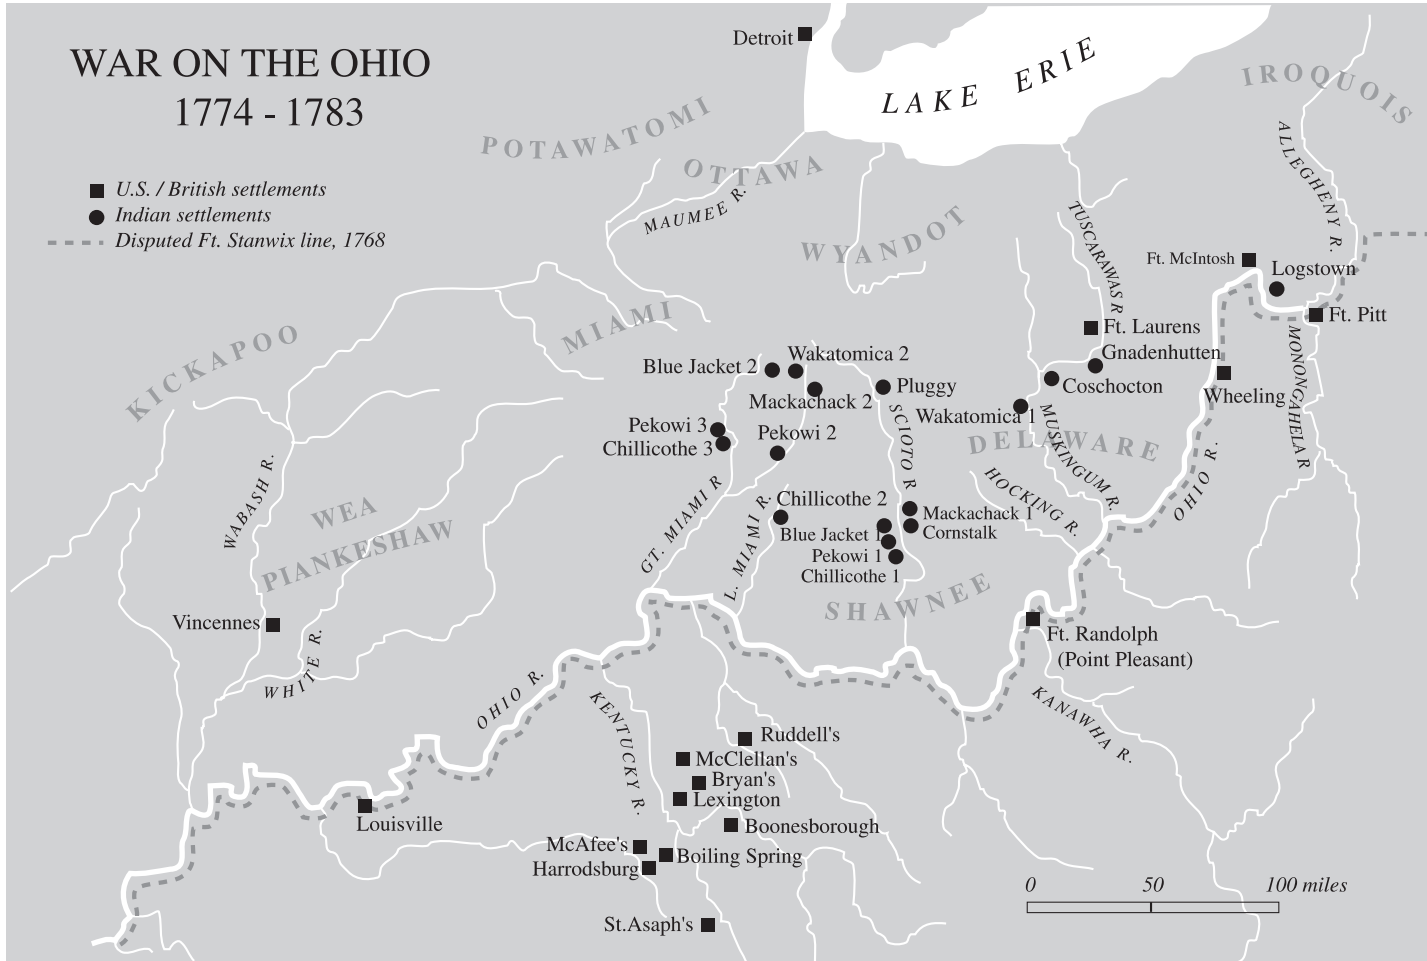 WAR ON THE OHIO
1774 - 1783
U.S. / British settlements
Indian settlements
Disputed Ft. Stanwix line, 1768
Detroit
LAKE ERIE
IROQUOIS
POTAWATOMI
OTTAWA
MAUMEE R.
WYANDOT
ALLEGHENY R.
TUSCARAWAS R
Ft. McIntosh
Logstown
Ft. Pitt
KICKAPOO
MIAMI
Ft. Laurens
Gnadenhutten
Coschocton
Wheeling
MONONGAHELA R
Blue Jacket 2
Wakatomica 2
Mackachack 2
Pluggy
Wakatomica 1
Pekowi 3
Chillicothe 3
Pekowi 2
SCIOTO R
DELAWARE
MUSKINGUM R.
HOCKING R.
OHIO R.
WABASH R.
WEA
PIANKESHAW
GT. MIAMI R
L. MIAMI R.
Chillicothe 2
Mackachack 1
Blue Jacket 1
Cornstalk
Pekowi 1
Chillicothe 1
SHAWNEE
Vincennes
WHITE R.
Ft. Randolph
(Point Pleasant)
OHIO R.
KENTUCKY R.
KANAWHA R.
Ruddell's
McClellan's
Bryan's
Lexington
Louisville
Boonesborough
McAfee's
Boiling Spring
Harrodsburg
St.Asaph's
0 50 100 miles